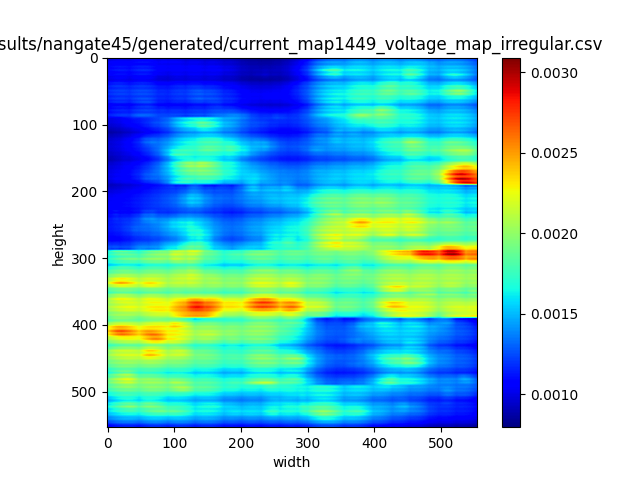 sults/nangate45/generated/current_map1449_voltage_map_irregular.csv
0
100
200
300
400
500
height
0 100 200 300 400 500
width
0.0030
0.0025
0.0020
0.0015
0.0010